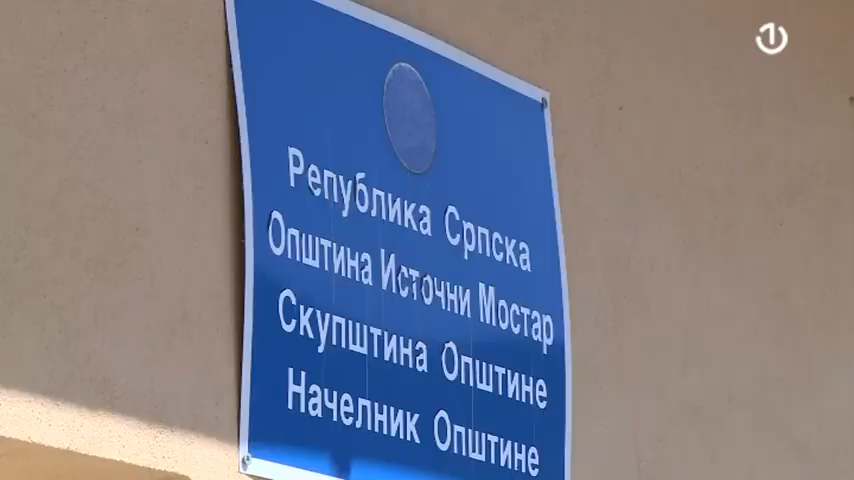 Република Српска
Општина Источни Мостар
Скупштина Општине
Начелник Општине